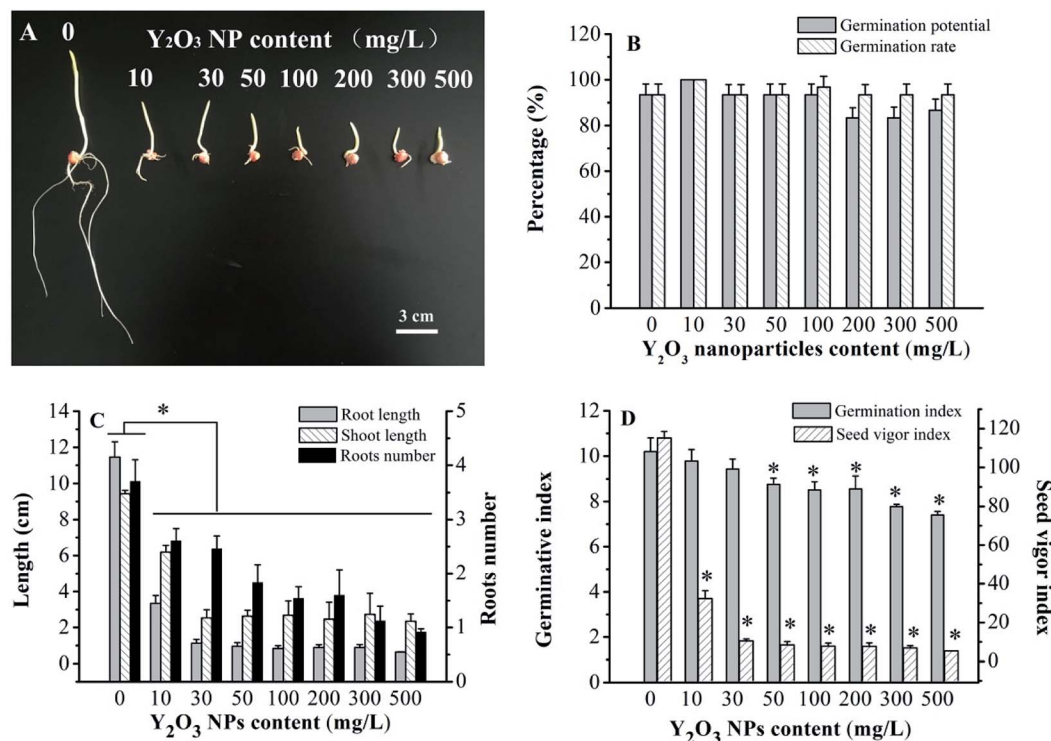 A
0
Y₂O₃ NP content （mg/L）
10 30 50 100 200 300 500
3 cm
B
Germination potential
Germination rate
120
100
80
60
40
20
0
Percentage (%)
0 10 30 50 100 200 300 500
Y₂O₃ nanoparticles content (mg/L)
C
*
Root length
Shoot length
Roots number
14
12
10
8
6
4
2
0
Length (cm)
5
4
3
2
1
0
Roots number
0 10 30 50 100 200 300 500
Y₂O₃ NPs content (mg/L)
D
Germination index
Seed vigor index
12
10
8
6
4
2
0
Germinative index
120
100
80
60
40
20
0
Seed vigor index
* * * * *
* * * * * * *
0 10 30 50 100 200 300 500
Y₂O₃ NPs content (mg/L)